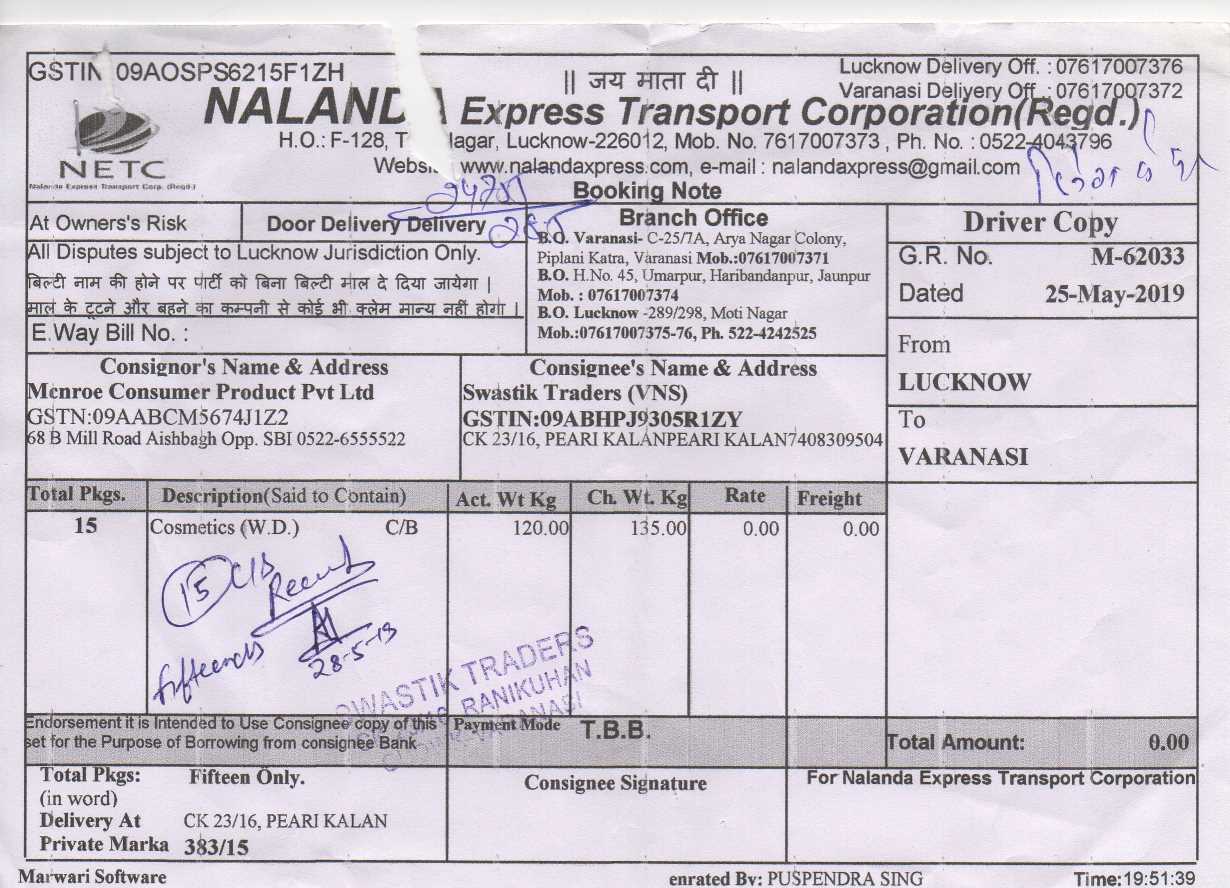 GSTIN 09AOSPS6215F1ZH
|| जय माता दी ||
Lucknow Delivery Off. : 07617007376
Varanasi Delivery Off. : 07617007372
NALANDA Express Transport Corporation(Regd.)
H.O.: F-128, T Nagar, Lucknow-226012, Mob. No. 7617007373 , Ph. No. : 0522-4043796
Websi www.nalandaxpress.com, e-mail : nalandaxpress@gmail.com
NETC
Nalanda Express Transport Corp. (Regd.)
Booking Note
At Owners's Risk
Door Delivery Delivery
All Disputes subject to Lucknow Jurisdiction Only.
बिल्टी नाम की होने पर पार्टी को बिना बिल्टी माल दे दिया जायेगा |
माल के टूटने और बहने का कम्पनी से कोई भी क्लेम मान्य नहीं होगा |
E.Way Bill No. :
Branch Office
B.O. Varanasi- C-25/7A, Arya Nagar Colony,
Piplani Katra, Varanasi Mob.:07617007371
B.O. H.No. 45, Umarpur, Haribandanpur, Jaunpur
Mob. : 07617007374
B.O. Lucknow -289/298, Moti Nagar
Mob.:07617007375-76, Ph. 522-4242525
Driver Copy
G.R. No. M-62033
Dated 25-May-2019
From
LUCKNOW
To
VARANASI
Consignor's Name & Address
Mcnroe Consumer Product Pvt Ltd
GSTN:09AABCM5674J1Z2
68 B Mill Road Aishbagh Opp. SBI 0522-6555522
Consignee's Name & Address
Swastik Traders (VNS)
GSTIN:09ABHPJ9305R1ZY
CK 23/16, PEARI KALANPEARI KALAN7408309504
Total Pkgs. Description(Said to Contain) Act. Wt Kg Ch. Wt. Kg Rate Freight
15 Cosmetics (W.D.) C/B 120.00 135.00 0.00 0.00
15 C/B
28-5-19
SWASTIK TRADERS
RANIKUHAN
VARANASI
Endorsement it is Intended to Use Consignee copy of this
set for the Purpose of Borrowing from consignee Bank
Payment Mode T.B.B.
Total Amount: 0.00
Total Pkgs: Fifteen Only.
(in word)
Delivery At CK 23/16, PEARI KALAN
Private Marka 383/15
Consignee Signature
For Nalanda Express Transport Corporation
Marwari Software
enrated By: PUSPENDRA SING
Time:19:51:39